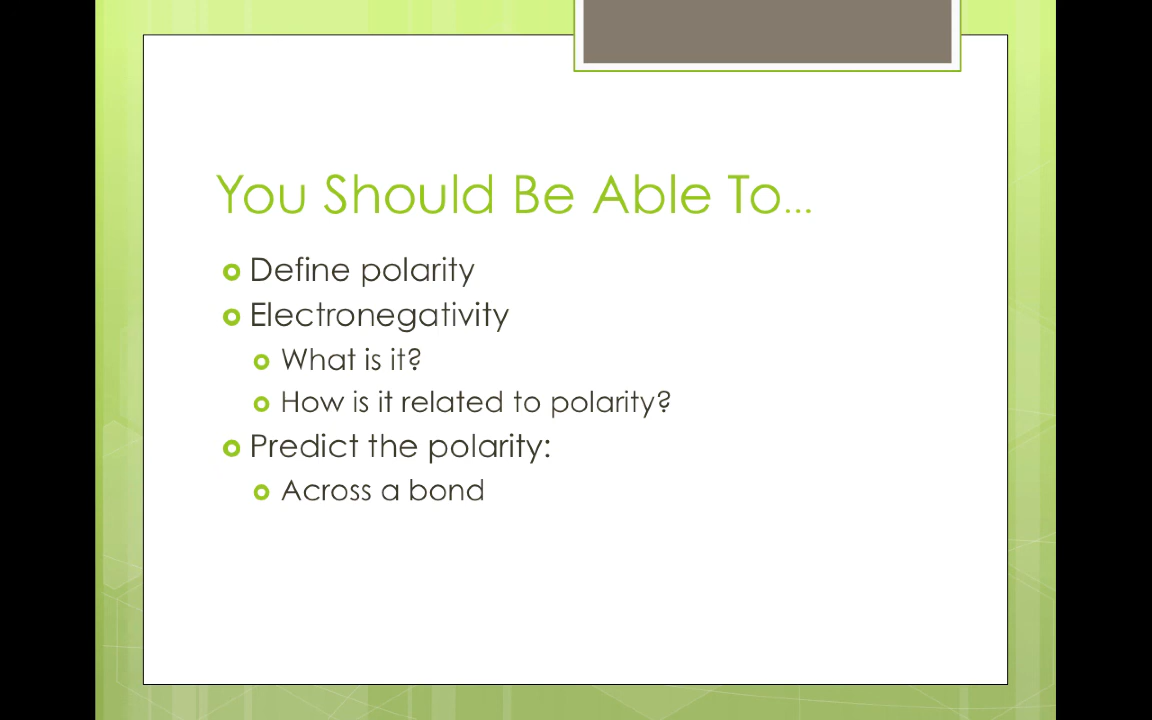 You Should Be Able To...
Define polarity
Electronegativity
What is it?
How is it related to polarity?
Predict the polarity:
Across a bond